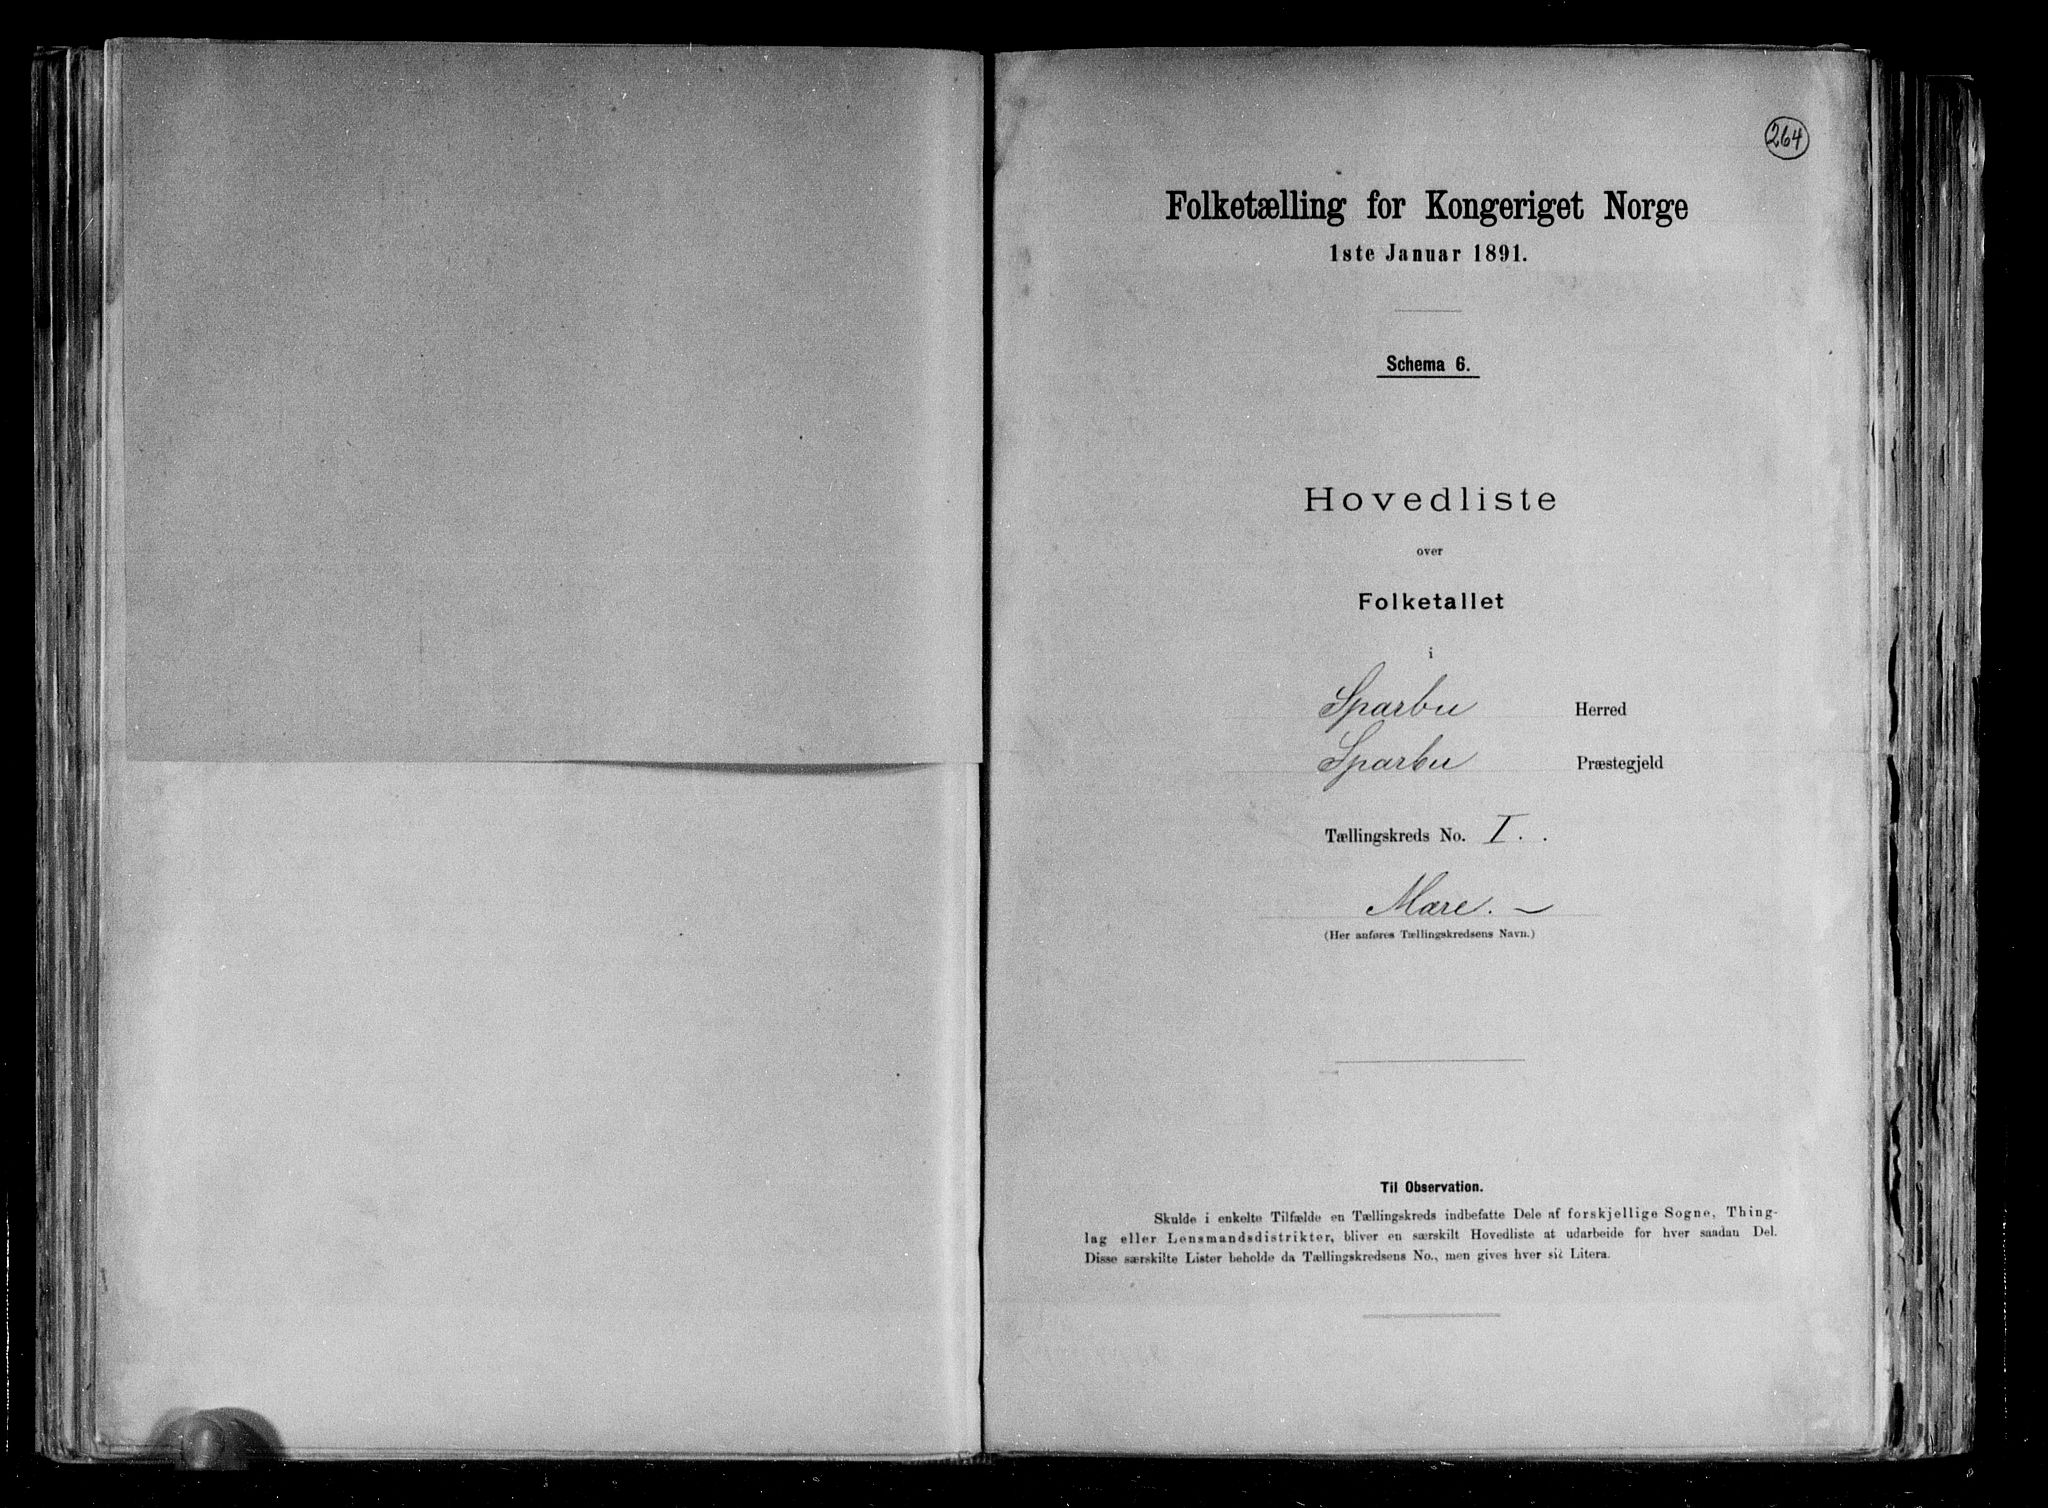 264
Folketælling for Kongeriget Norge
1ste Januar 1891.
Schema 6.
Hovedliste
over
Folketallet
i
Sparbu Herred
Sparbu Præstegjeld
Tællingskreds No. I.
Mære.
(Her anføres Tællingskredsens Navn.)
Til Observation.
Skulde i enkelte Tilfælde en Tællingskreds indbefatte Dele af forskjellige Sogne, Thing-
lag eller Lensmandsdistrikter, bliver en særskilt Hovedliste at udarbeide for hver saadan Del.
Disse særskilte Lister beholde da Tællingskredsens No., men gives hver sit Litera.